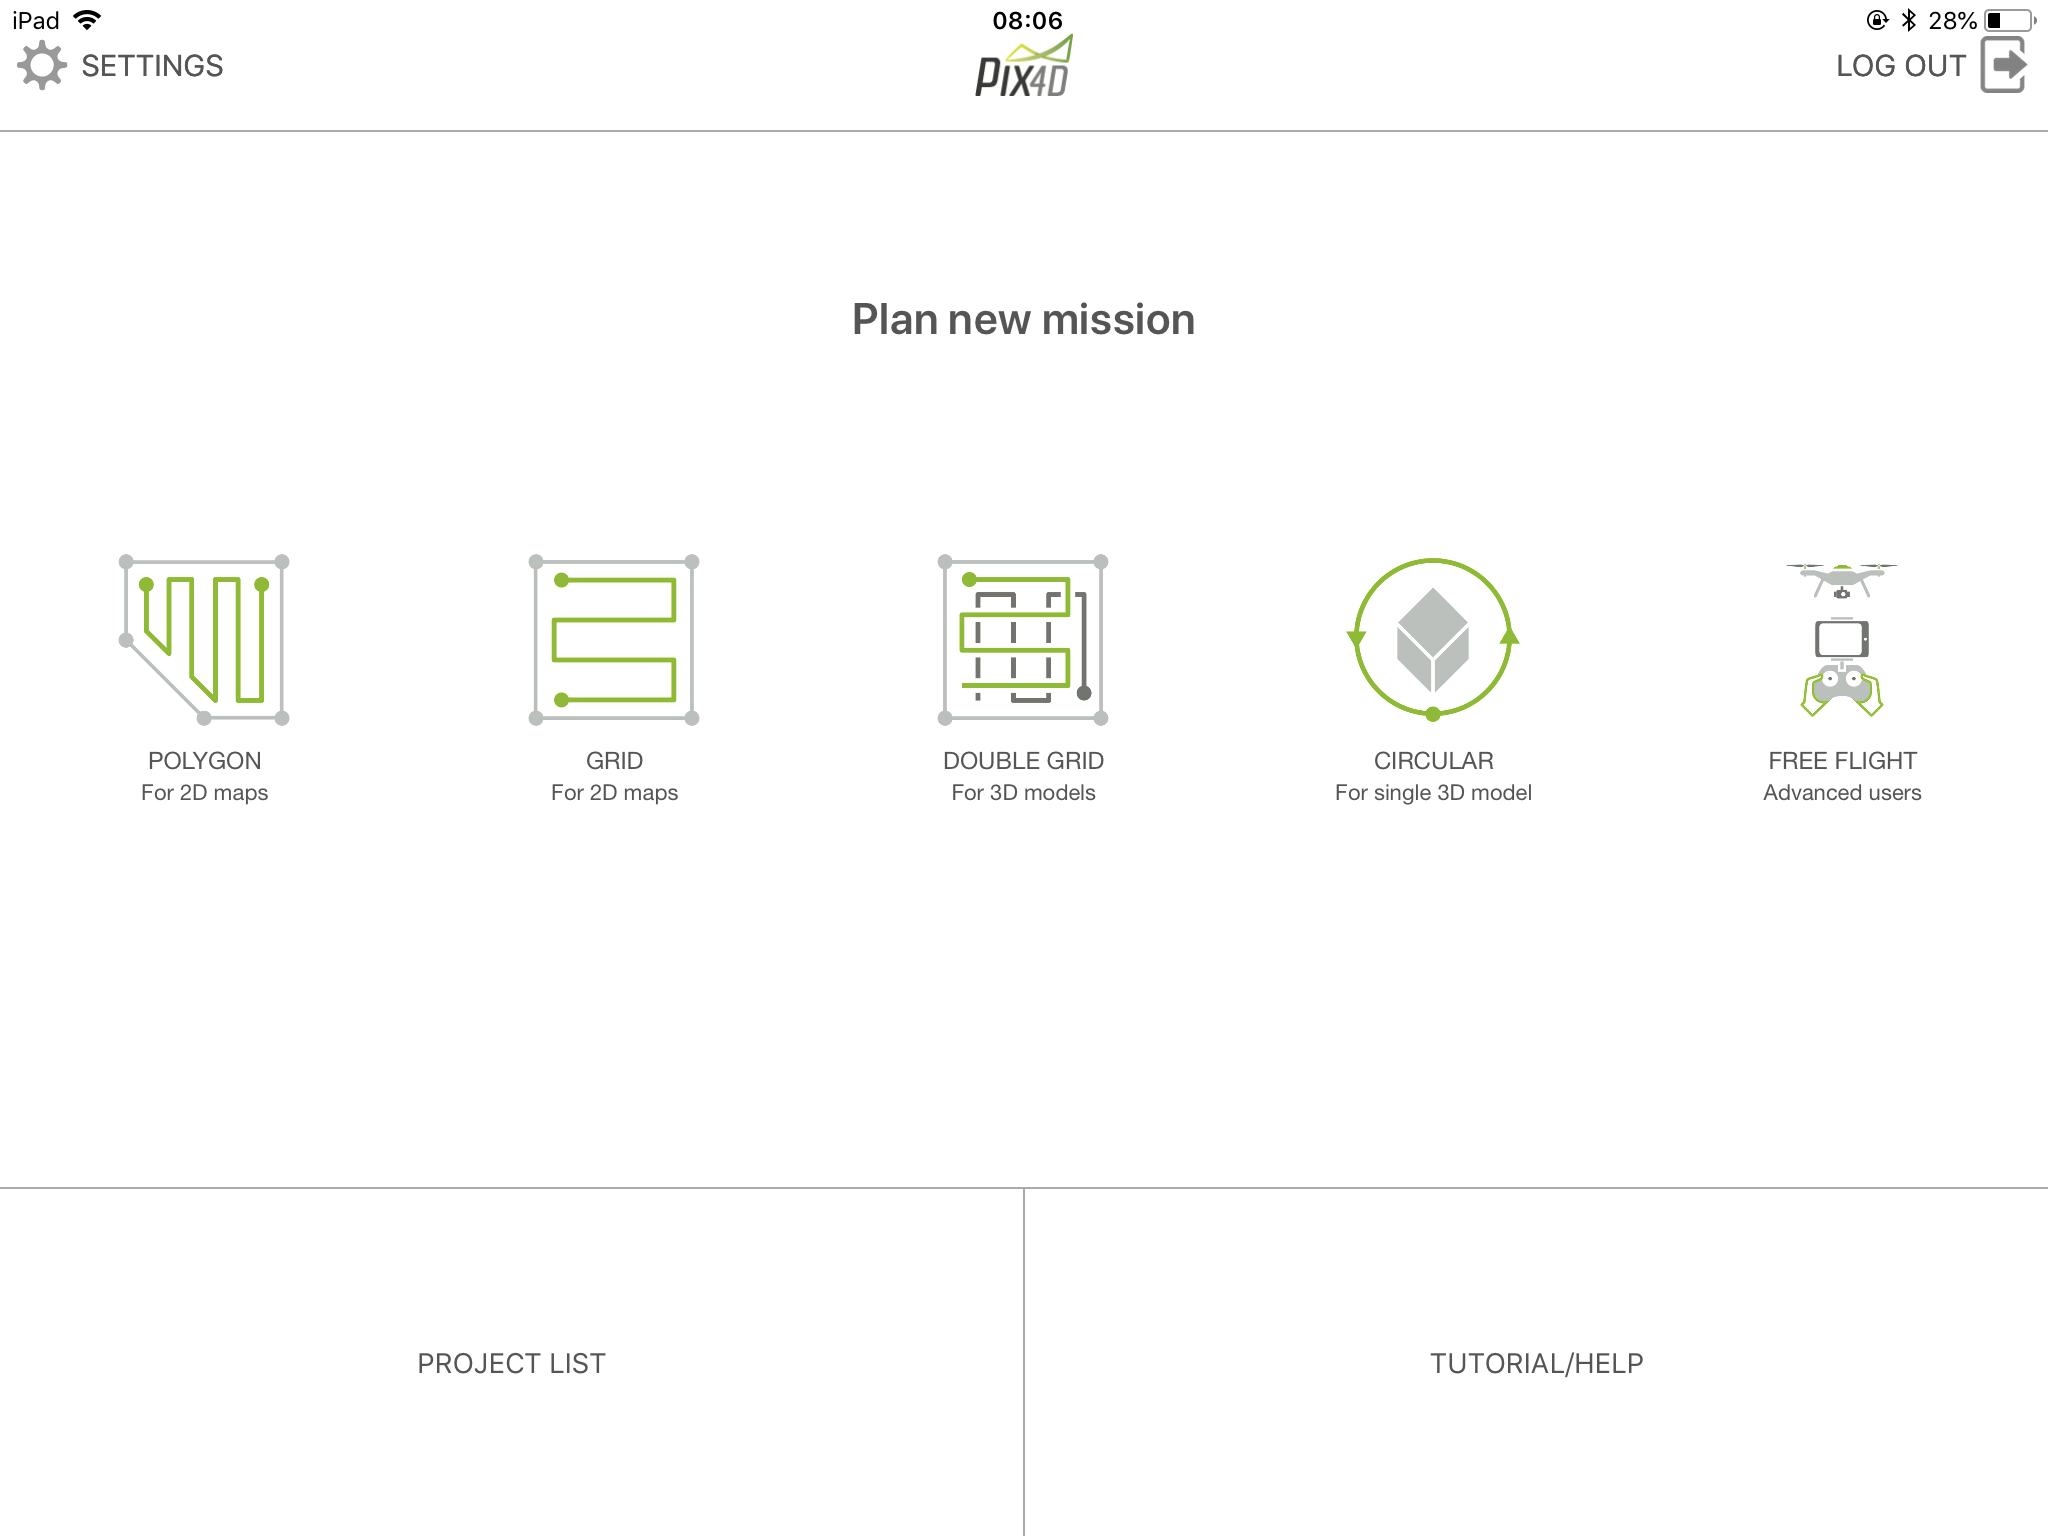 iPad 08:06 28%
SETTINGS PIX4D LOG OUT
Plan new mission
POLYGON
For 2D maps
GRID
For 2D maps
DOUBLE GRID
For 3D models
CIRCULAR
For single 3D model
FREE FLIGHT
Advanced users
PROJECT LIST
TUTORIAL/HELP